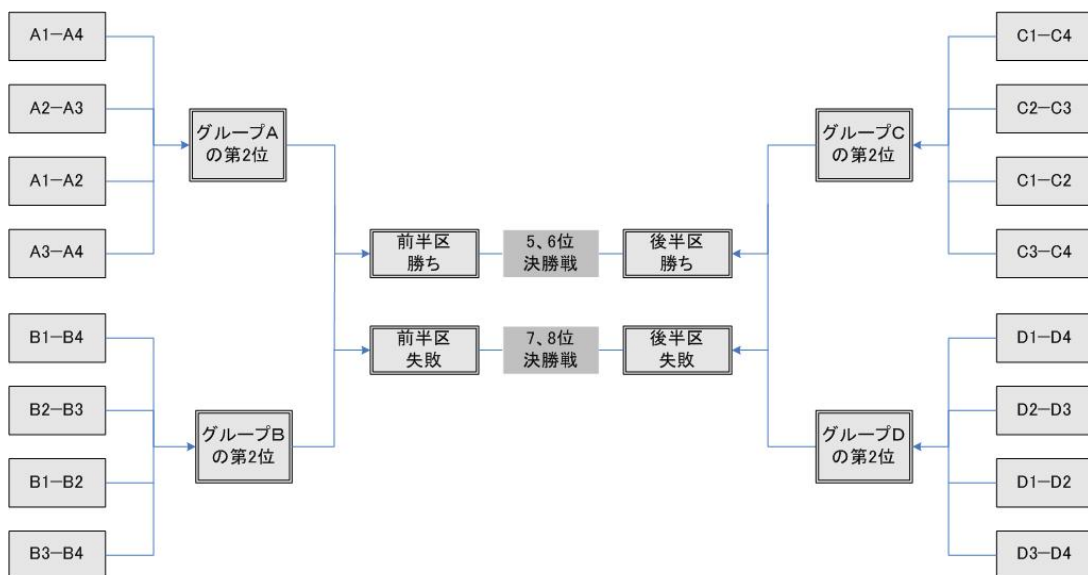 A1－A4
A2－A3
A1－A2
A3－A4
グループA
の第2位
B1－B4
B2－B3
B1－B2
B3－B4
グループB
の第2位
前半区
勝ち
5、6位
決勝戦
後半区
勝ち
前半区
失敗
7、8位
決勝戦
後半区
失敗
グループC
の第2位
C1－C4
C2－C3
C1－C2
C3－C4
グループD
の第2位
D1－D4
D2－D3
D1－D2
D3－D4